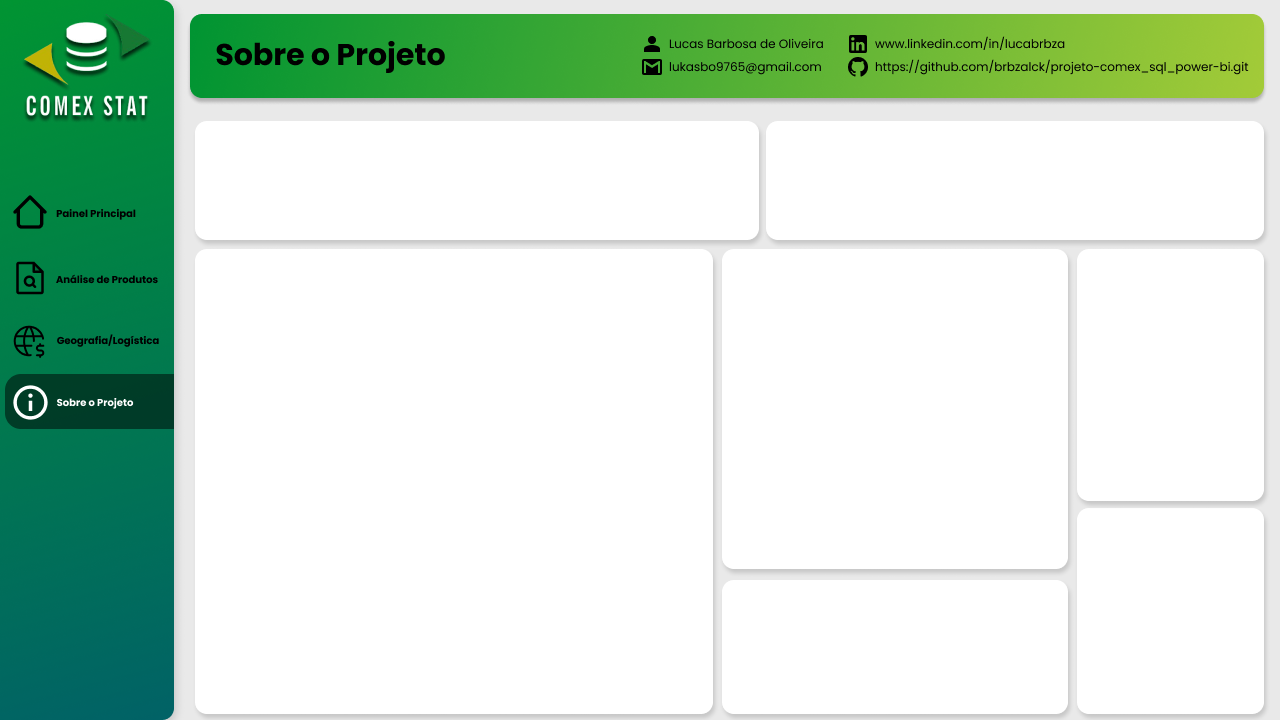 COMEX STAT
Painel Principal
Análise de Produtos
Geografia/Logística
Sobre o Projeto
Sobre o Projeto
Lucas Barbosa de Oliveira
lukasbo9765@gmail.com
www.linkedin.com/in/lucabrbza
https://github.com/brbzalck/projeto-comex_sql_power-bi.git